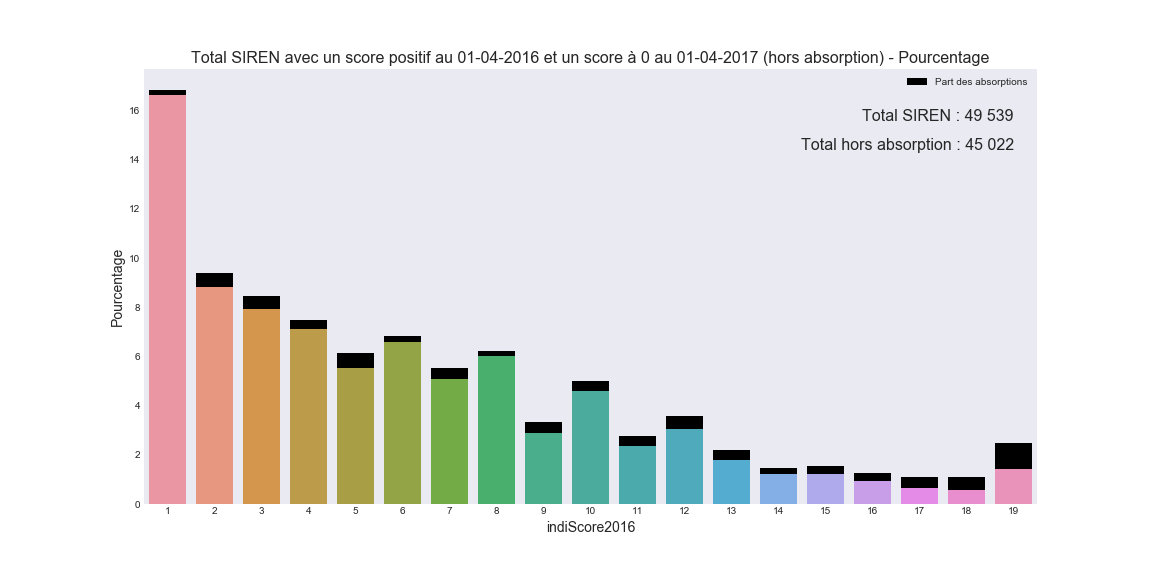 Total SIREN avec un score positif au 01-04-2016 et un score à 0 au 01-04-2017 (hors absorption) - Pourcentage
Part des absorptions
Total SIREN : 49 539
Total hors absorption : 45 022
Pourcentage
16
14
12
10
8
6
4
2
0
1 2 3 4 5 6 7 8 9 10 11 12 13 14 15 16 17 18 19
indiScore2016